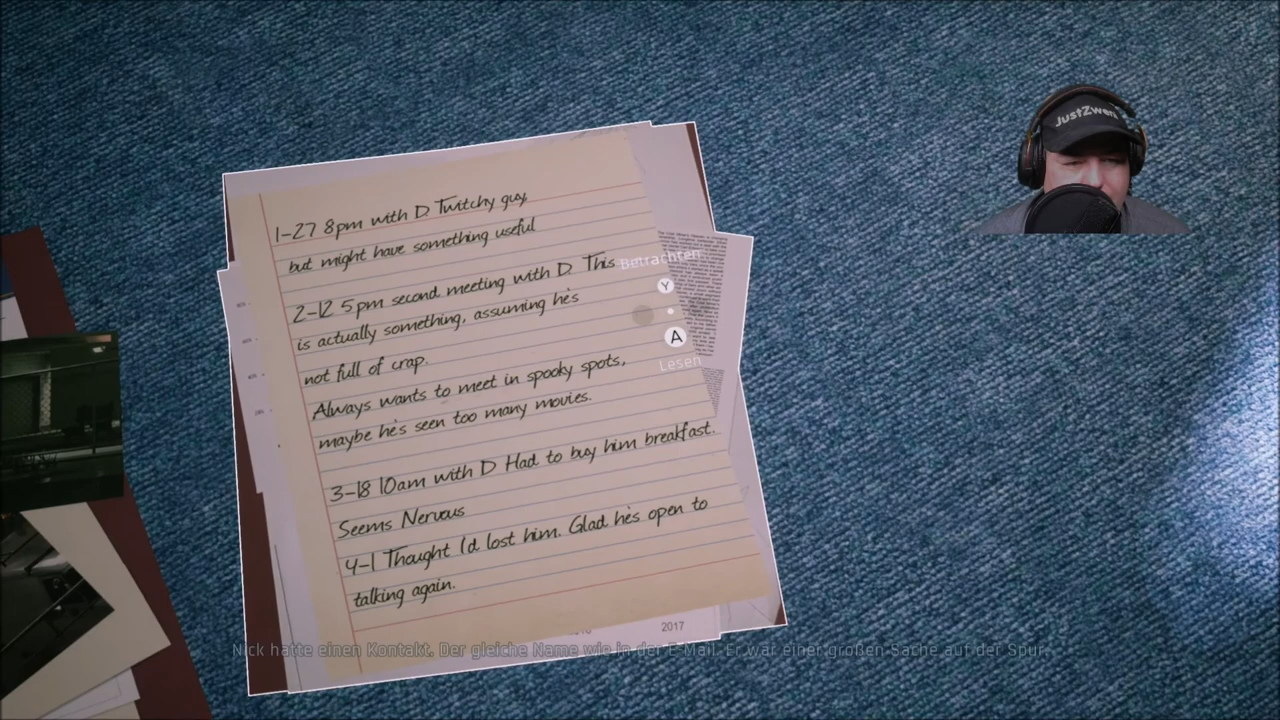 JustZwen
1-27 8pm with D. Twitchy guy,
but might have something useful
2-12 5pm second meeting with D. This
is actually something, assuming he's
not full of crap.
Always wants to meet in spooky spots,
maybe he's seen too many movies.
3-18 10am with D Had to buy him breakfast.
Seems Nervous
4-1 Thought I'd lost him. Glad he's open to
talking again.
Betrachten
Y
A
Lesen
2017
Nick hatte einen Kontakt. Der gleiche Name wie in der E-Mail. Er war einer großen Sache auf der Spur.